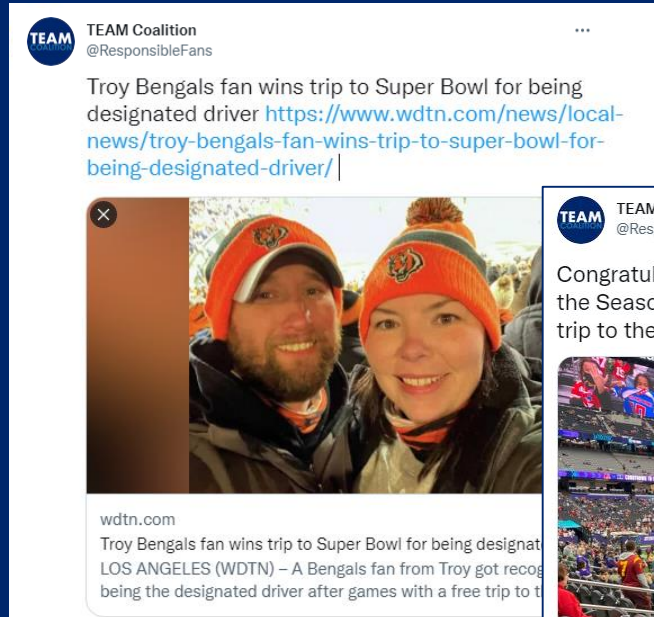 TEAM Coalition
@ResponsibleFans
...
Troy Bengals fan wins trip to Super Bowl for being
designated driver https://www.wdtn.com/news/local-
news/troy-bengals-fan-wins-trip-to-super-bowl-for-
being-designated-driver/
wdtn.com
Troy Bengals fan wins trip to Super Bowl for being designat
LOS ANGELES (WDTN) – A Bengals fan from Troy got recog
being the designated driver after games with a free trip to t
TEAM
COALITION
TEAM
COALITION
TEAM
@Res
Congratul
the Seaso
trip to the